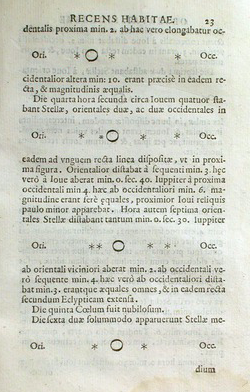 RECENS HABITAE. 23
dentalis proxima min. 2. ab hac vero elongabatur oc-
Ori. * O * Occ.
cidentalior altera min: 10. erant præcisè in eadem re-
cta, & magnitudinis æqualis.
Die quarta hora secunda circa Iouem quatuor sta-
bant Stellæ, orientales duæ, ac duæ occidentales in
Ori. * * O * * Occ.
eadem ad vnguem recta linea dispositæ, vt in proxi-
ma figura. Orientalior distabat à sequenti min. 3. hęc
verò à Ioue aberat min. 0. sec. 40. Iuppiter à proxima
occidentali min. 4. hæc ab occidentaliori min. 6. ma-
gnitudine erant ferè equales, proximior Ioui reliquis
paulo minor apparebat. Hora autem septima orien-
tales Stellæ distabant tantum min. 0. sec. 30. Iuppiter
Ori. ** O * * Occ.
ab orientali viciniori aberat min. 2. ab occidentali ve-
rò sequente min. 4. hæc verò ab occidentaliori dista-
bat min. 3. erantque æquales omnes, & in eadem recta
secundum Eclypticam extensa.
Die quinta Cœlum fuit nubilosum.
Die sexta duæ solummodo apparuerunt Stellæ me-
Ori. * O * Occ.
dium